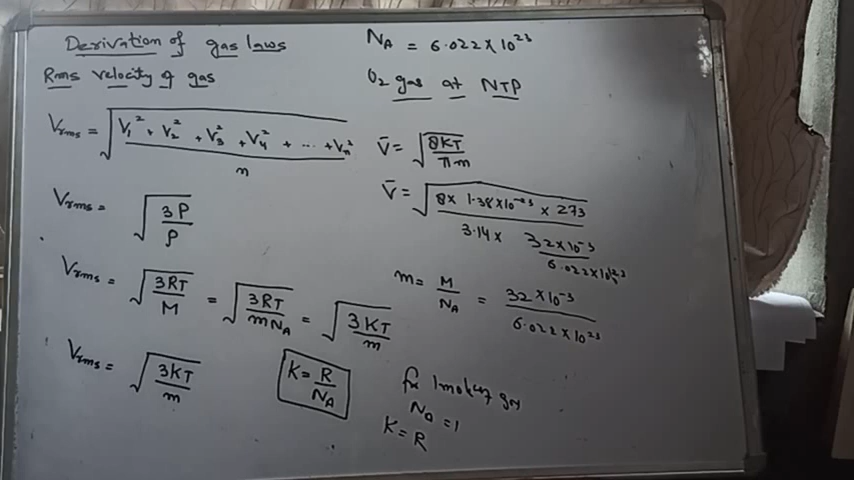 Derivation of gas laws
Rms velocity of gas
Vrms = √((V₁² + V₂² + V₃² + V₄² + ... + Vn²)/n)
Vrms = √(3P/ρ)
Vrms = √(3RT/M) = √(3RT/mNA) = √(3KT/m)
Vrms = √(3KT/m)
K = R/NA
NA = 6.022 × 10²³
O₂ gas at NTP
V̄ = √(8KT/πm)
V̄ = √((8 × 1.38 × 10⁻²³ × 273)/(3.14 × (32 × 10⁻³/6.022 × 10²³)))
m = M/NA = 32 × 10⁻³/6.022 × 10²³
for 1 mole
Na = 1
K = R